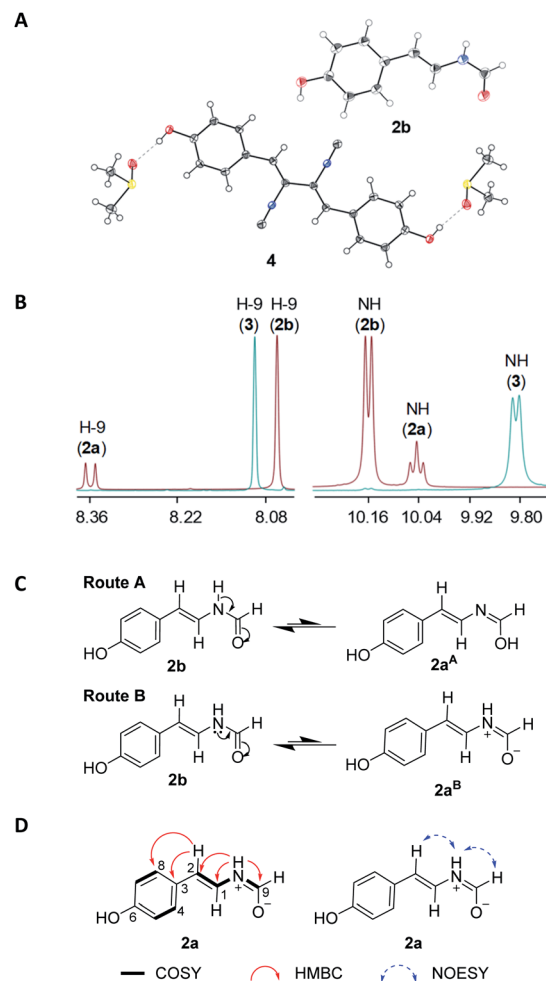 A
2b
4
B
H-9 H-9 NH
(3) (2b) (2b)
NH
(3)
H-9 NH
(2a) (2a)
8.36 8.22 8.08 10.16 10.04 9.92 9.80
C
Route A
H H
N H
O
HO
2b
H
N H
OH
HO
2aᴬ
Route B
H H
N H
O
HO
2b
H H
N H
+
O−
HO
2aᴮ
D
H H
8 2 N H
3 1 + 9
6 4 H O−
HO
2a
H H
N H
+
H O−
HO
2a
COSY HMBC NOESY